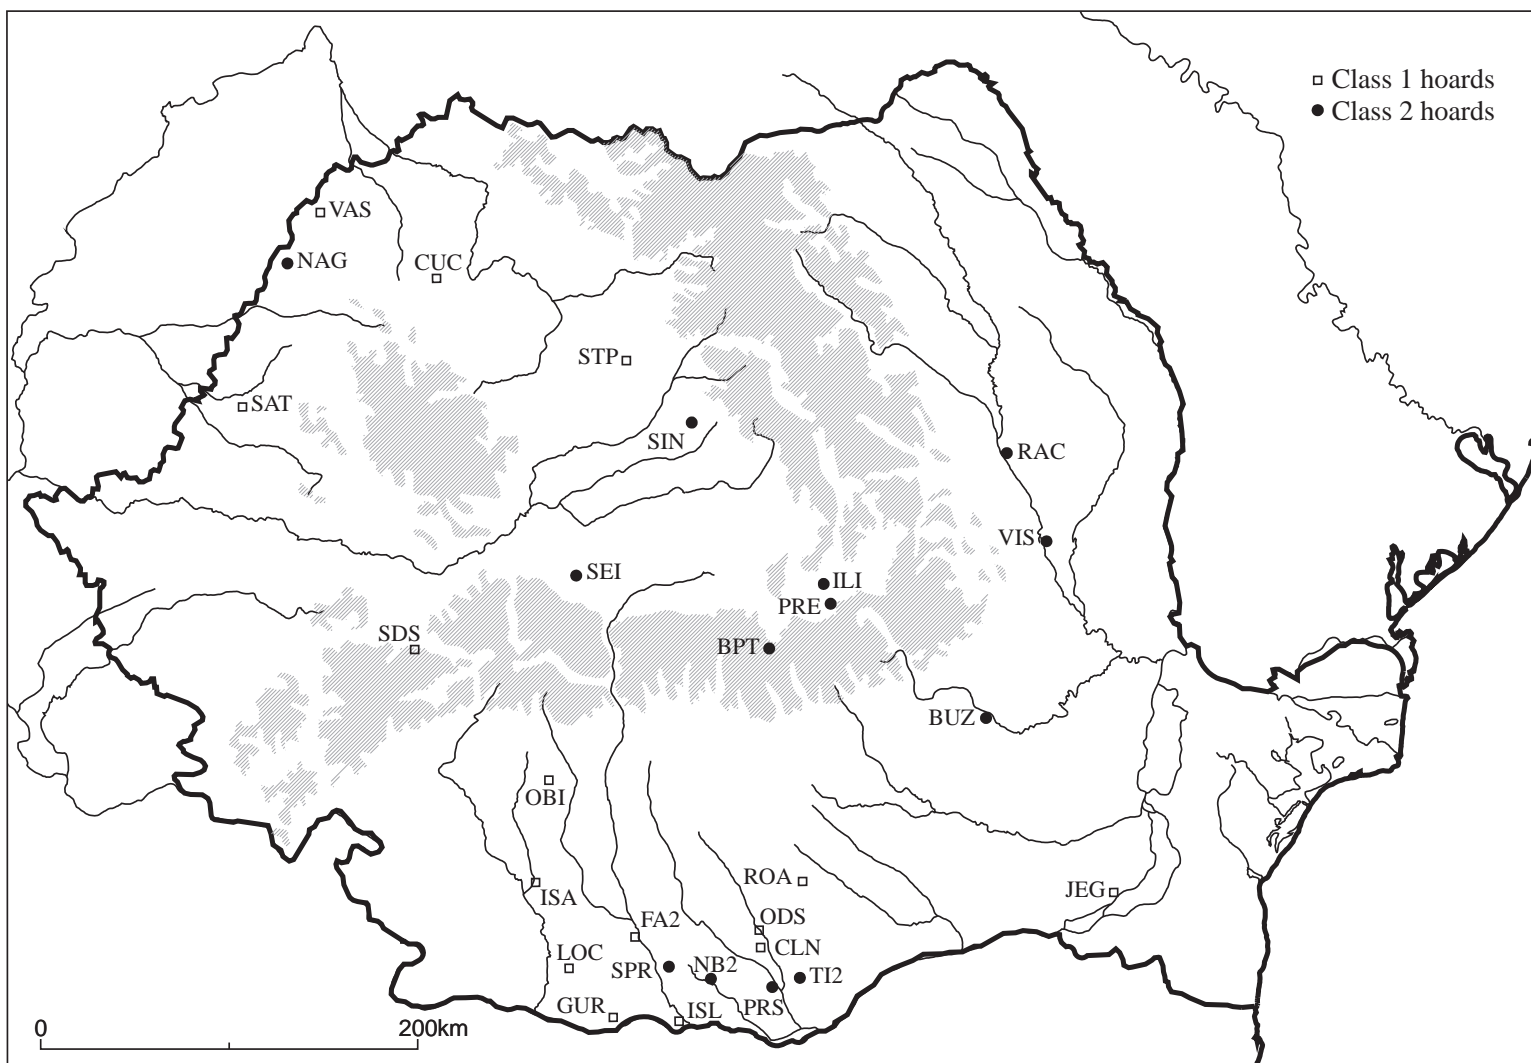 Class 1 hoards
Class 2 hoards
VAS
NAG
CUC
STP
SAT
SIN
RAC
VIS
SEI
ILI
PRE
SDS
BPT
BUZ
OBI
ROA
JEG
ISA
FA2
ODS
CLN
LOC
SPR
NB2
TI2
GUR
ISL
PRS
0
200km